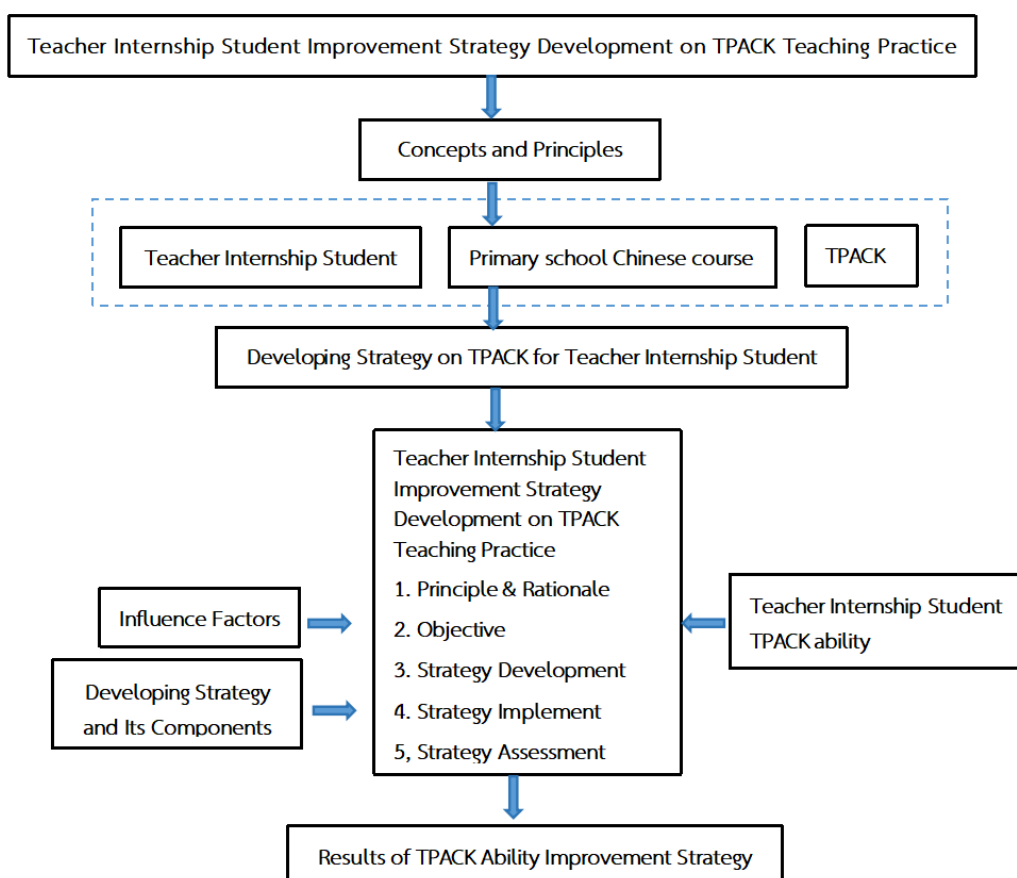 Teacher Internship Student Improvement Strategy Development on TPACK Teaching Practice
Concepts and Principles
Teacher Internship Student
Primary school Chinese course
TPACK
Developing Strategy on TPACK for Teacher Internship Student
Teacher Internship Student
Improvement Strategy
Development on TPACK
Teaching Practice
1. Principle & Rationale
2. Objective
3. Strategy Development
4. Strategy Implement
5, Strategy Assessment
Influence Factors
Developing Strategy
and Its Components
Teacher Internship Student
TPACK ability
Results of TPACK Ability Improvement Strategy